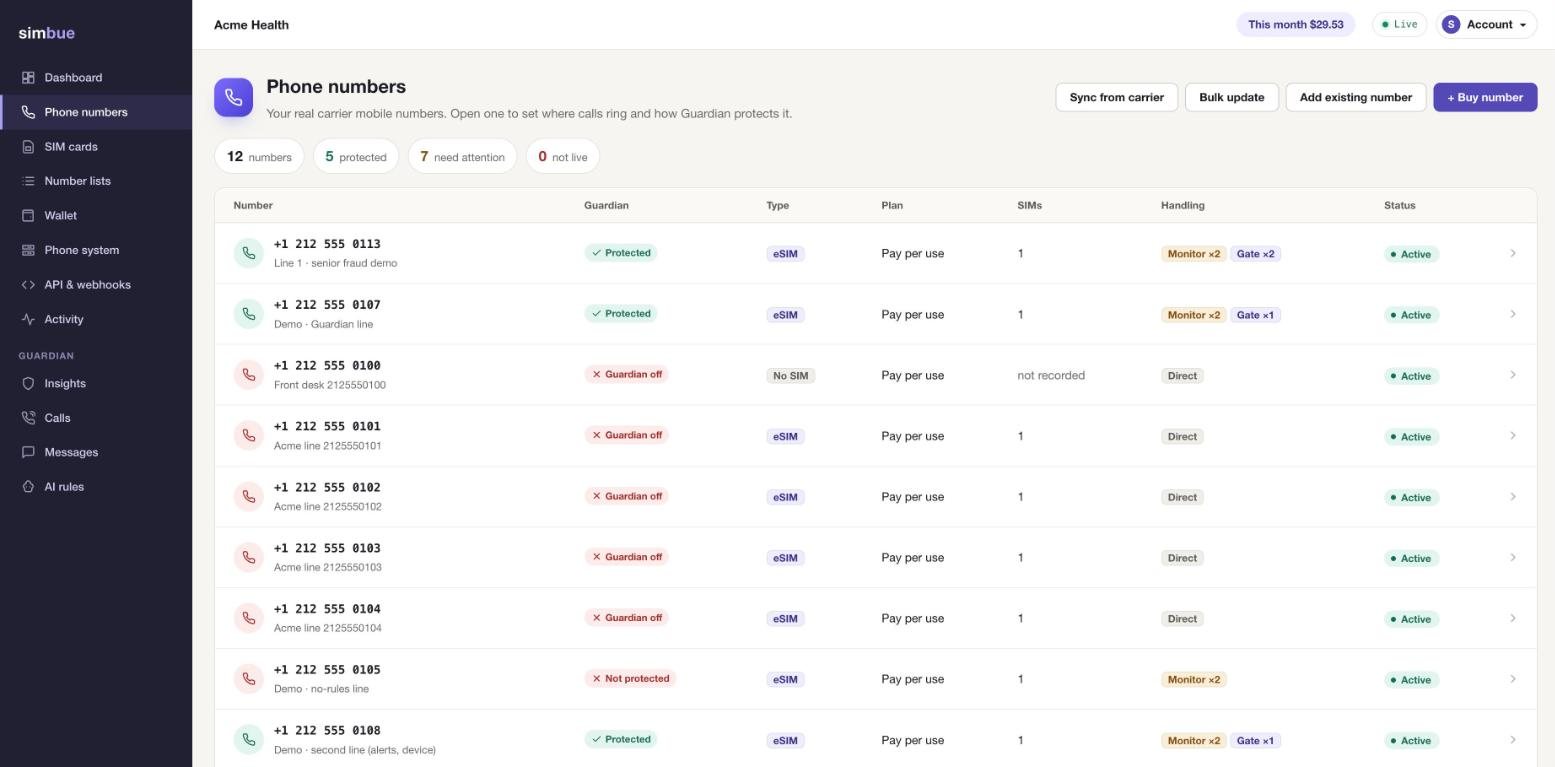 simbue
Acme Health
This month $29.53
Live
S Account
Dashboard
Phone numbers
SIM cards
Number lists
Wallet
Phone system
API & webhooks
Activity
GUARDIAN
Insights
Calls
Messages
AI rules
Phone numbers
Your real carrier mobile numbers. Open one to set where calls ring and how Guardian protects it.
Sync from carrier
Bulk update
Add existing number
+ Buy number
12 numbers
5 protected
7 need attention
0 not live
Number Guardian Type Plan SIMs Handling Status
+1 212 555 0113
Line 1 · senior fraud demo
Protected eSIM Pay per use 1 Monitor ×2 Gate ×2 Active
+1 212 555 0107
Demo · Guardian line
Protected eSIM Pay per use 1 Monitor ×2 Gate ×1 Active
+1 212 555 0100
Front desk 2125550100
Guardian off No SIM Pay per use not recorded Direct Active
+1 212 555 0101
Acme line 2125550101
Guardian off eSIM Pay per use 1 Direct Active
+1 212 555 0102
Acme line 2125550102
Guardian off eSIM Pay per use 1 Direct Active
+1 212 555 0103
Acme line 2125550103
Guardian off eSIM Pay per use 1 Direct Active
+1 212 555 0104
Acme line 2125550104
Guardian off eSIM Pay per use 1 Direct Active
+1 212 555 0105
Demo · no-rules line
Not protected eSIM Pay per use 1 Monitor ×2 Active
+1 212 555 0108
Demo · second line (alerts, device)
Protected eSIM Pay per use 1 Monitor ×2 Gate ×1 Active